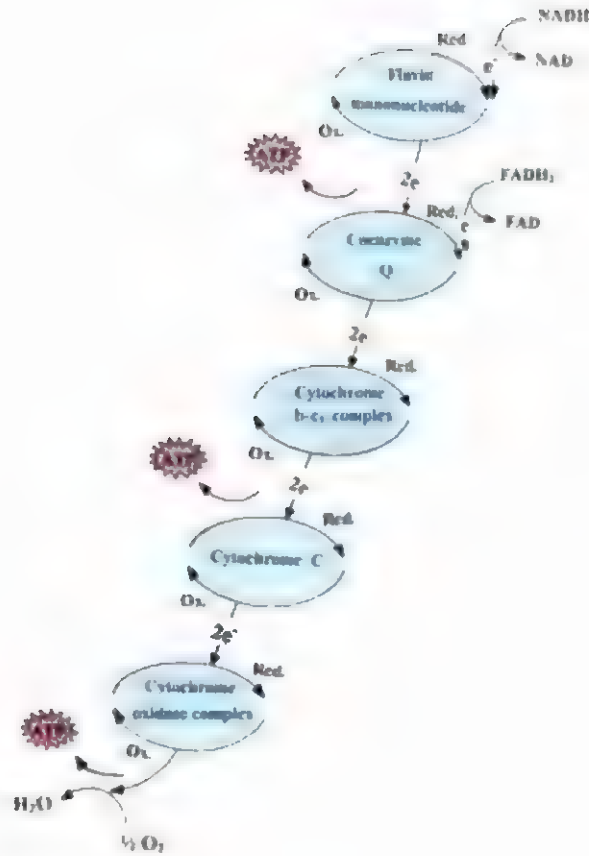 NADH
Red
e-
NAD
Flavin
mononucleotide
Ox.
ATP
2e
FADH₂
Red.
e
FAD
Coenzyme
Q
Ox.
2e
Red.
Cytochrome
b-c₁ complex
Ox.
ATP
2e
Red.
Cytochrome C
Ox.
2e-
Red.
Cytochrome
oxidase complex
ATP
Ox.
H₂O
½ O₂